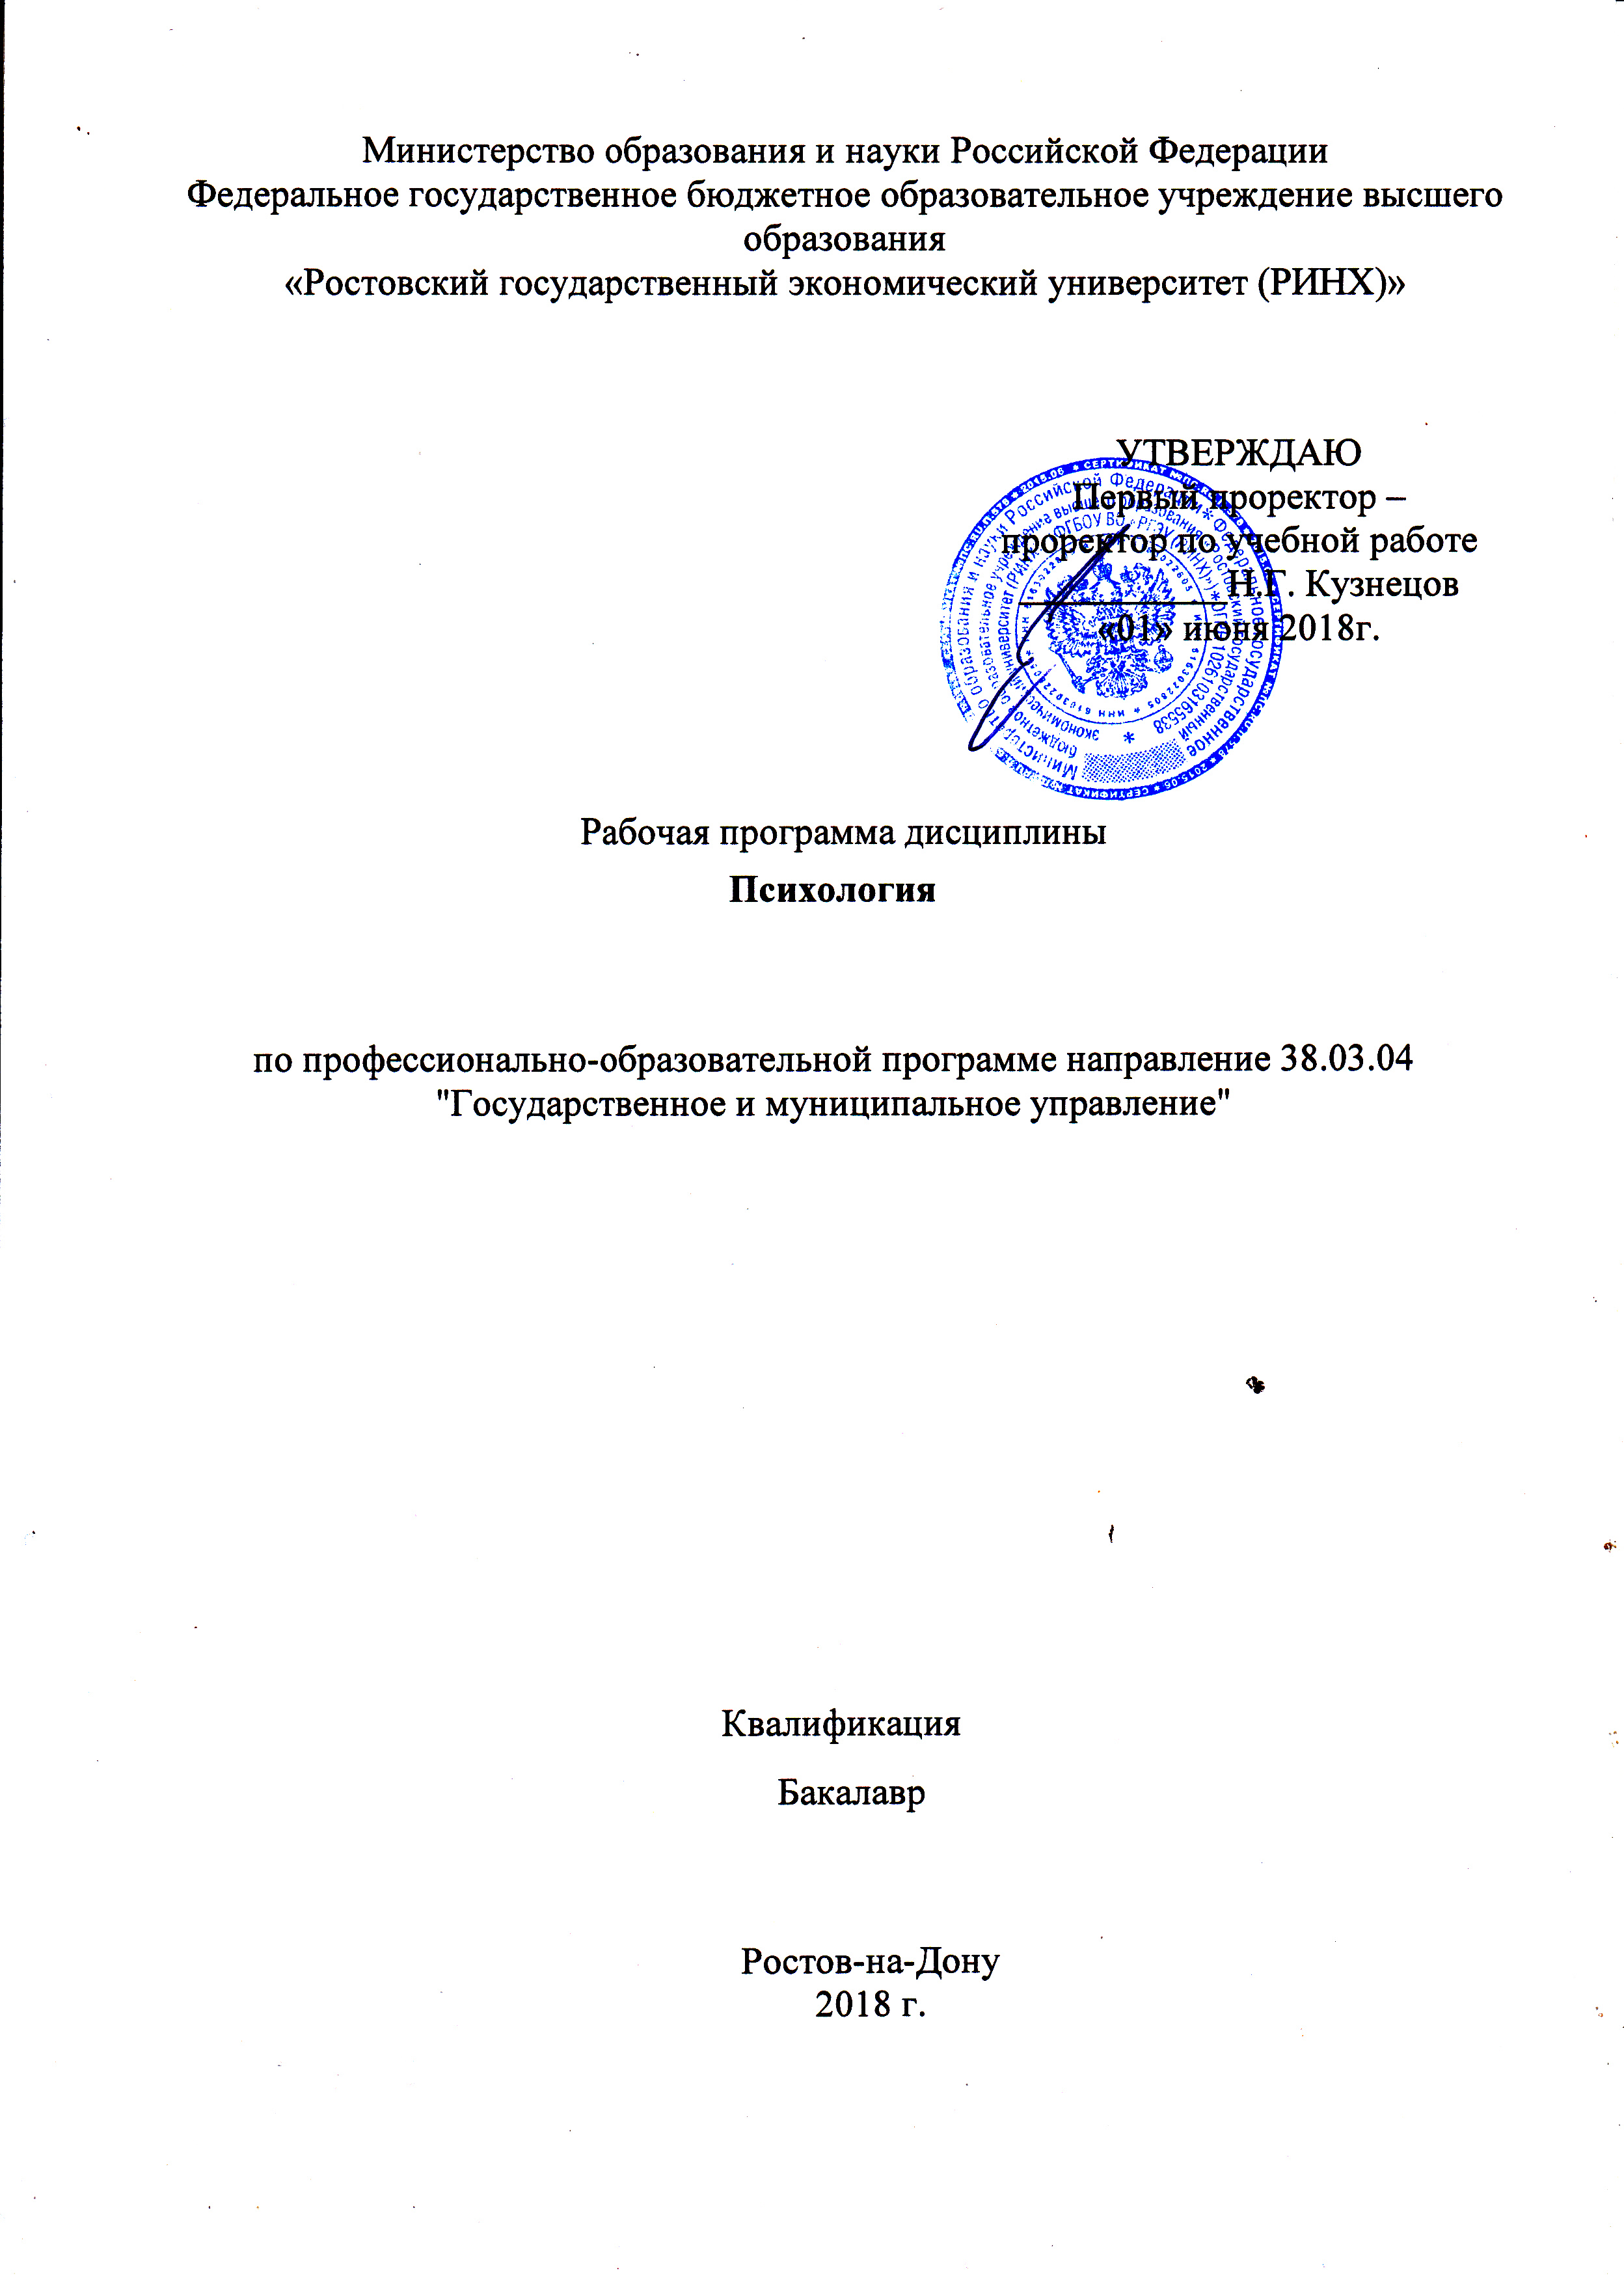 Министерство образования и науки Российской Федерации
Федеральное государственное бюджетное образовательное учреждение высшего
образования
«Ростовский государственный экономический университет (РИНХ)»
УТВЕРЖДАЮ
Первый проректор –
проректор по учебной работе
Н.Г. Кузнецов
«01» июня 2018г.
Рабочая программа дисциплины
Психология
по профессионально-образовательной программе направление 38.03.04
"Государственное и муниципальное управление"
Квалификация
Бакалавр
Ростов-на-Дону
2018 г.